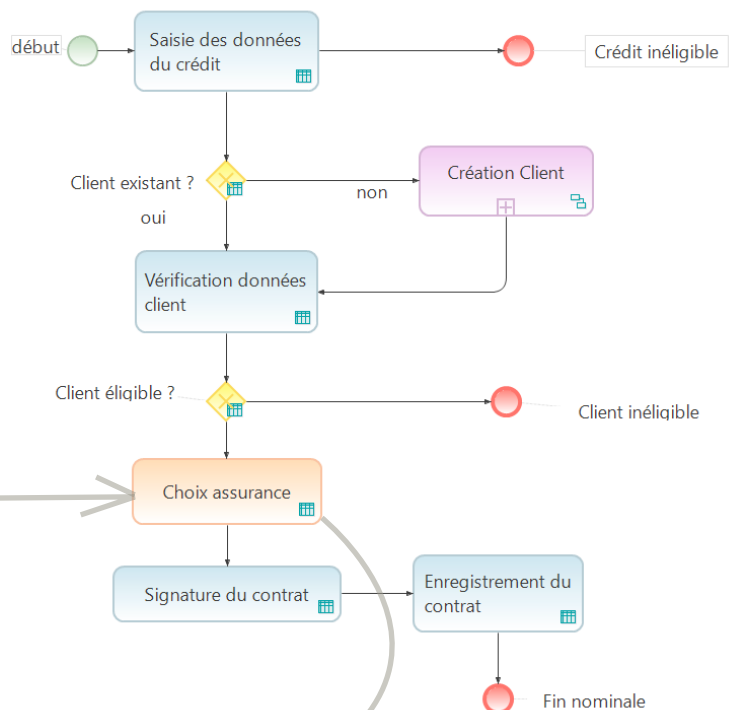 début
Saisie des données
du crédit
Crédit inéligible
Client existant ?
non
Création Client
oui
Vérification données
client
Client éligible ?
Client inéligible
Choix assurance
Signature du contrat
Enregistrement du
contrat
Fin nominale